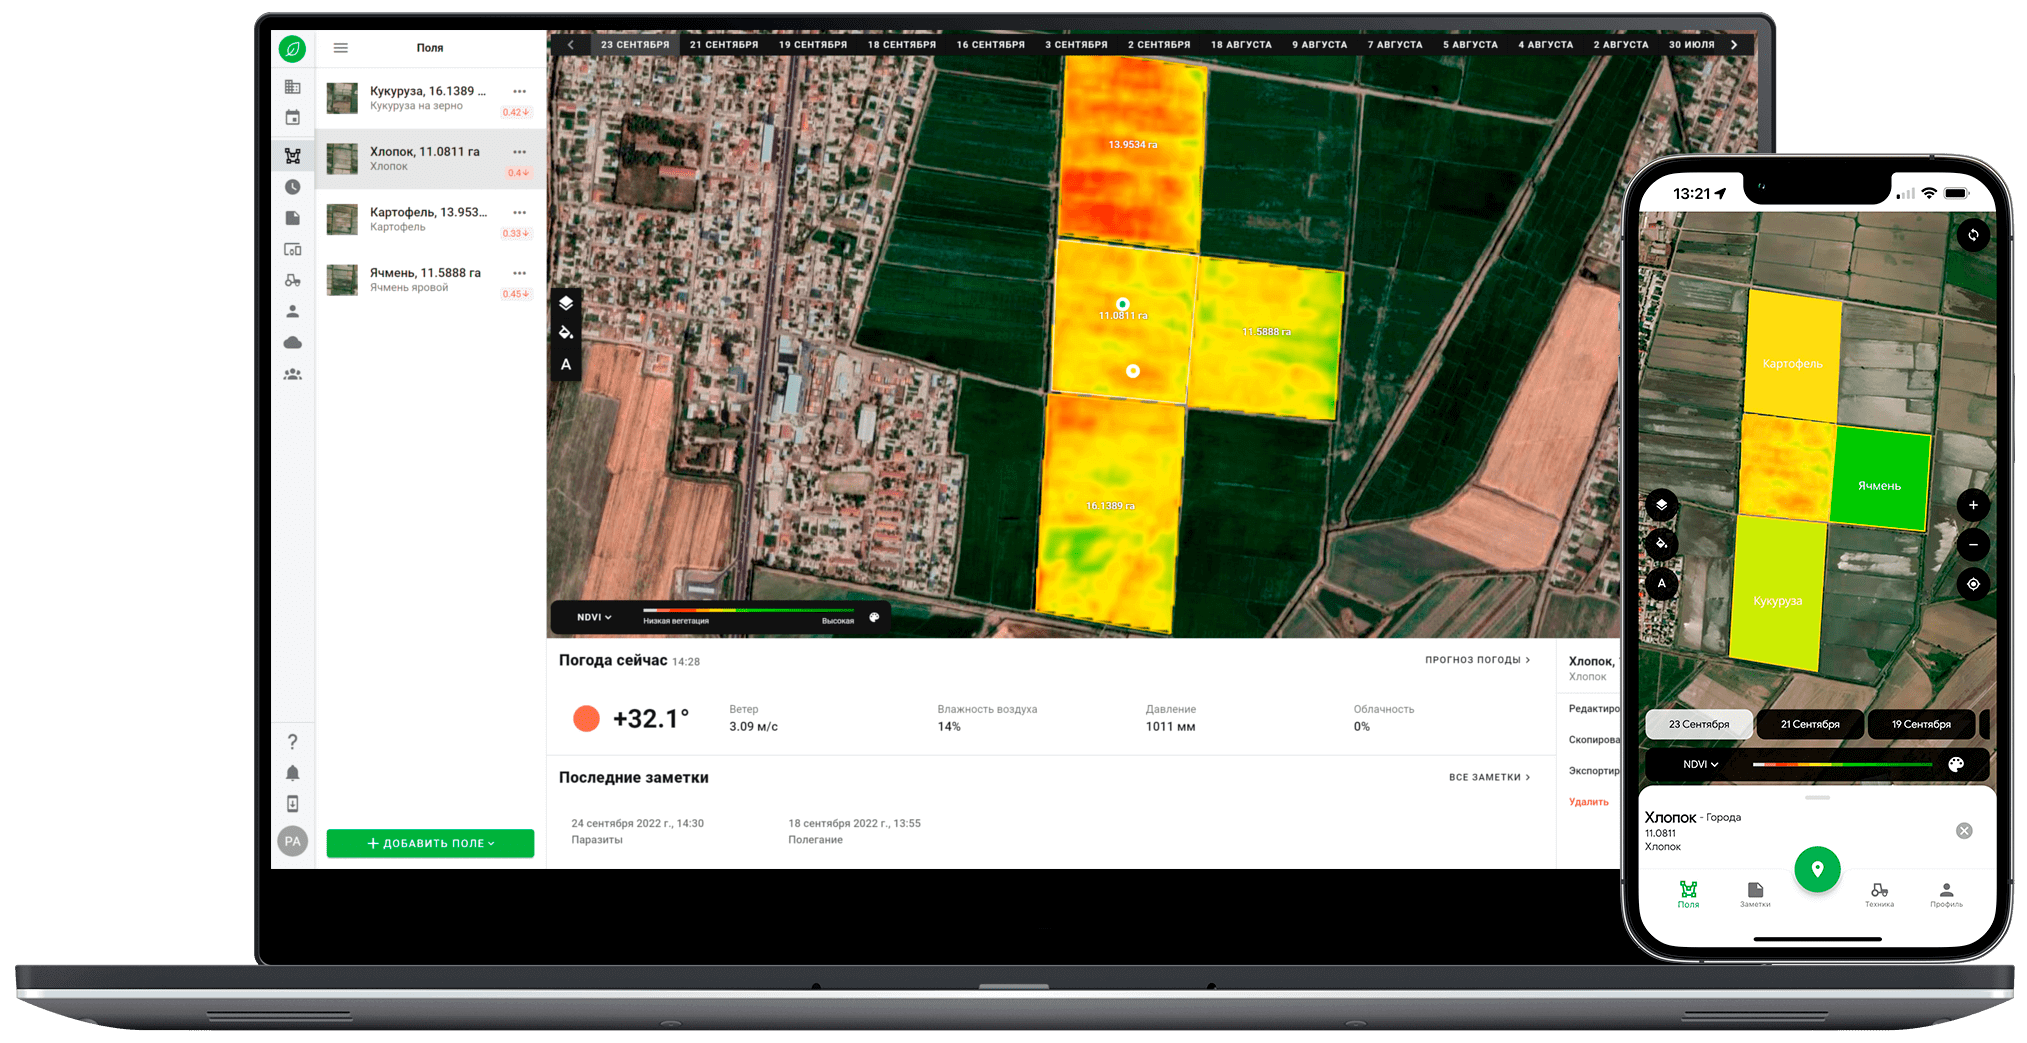 Поля
Кукуруза, 16.1389 ...
Кукуруза на зерно
0.42↓
Хлопок, 11.0811 га
Хлопок
0.4↓
Картофель, 13.953...
Картофель
0.33↓
Ячмень, 11.5888 га
Ячмень яровой
0.45↓
+ ДОБАВИТЬ ПОЛЕ
?
PA
23 СЕНТЯБРЯ 21 СЕНТЯБРЯ 19 СЕНТЯБРЯ 18 СЕНТЯБРЯ 16 СЕНТЯБРЯ 3 СЕНТЯБРЯ 2 СЕНТЯБРЯ 18 АВГУСТА 9 АВГУСТА 7 АВГУСТА 5 АВГУСТА 4 АВГУСТА 2 АВГУСТА 30 ИЮЛЯ
13.9534 га
11.0811 га
11.5888 га
16.1389 га
A
NDVI
Низкая вегетация Высокая
Погода сейчас 14:28
ПРОГНОЗ ПОГОДЫ >
+32.1°
Ветер
3.09 м/с
Влажность воздуха
14%
Давление
1011 мм
Облачность
0%
Последние заметки
ВСЕ ЗАМЕТКИ >
24 сентября 2022 г., 14:30
Паразиты
18 сентября 2022 г., 13:55
Полегание
Хлопок,
Хлопок
Редактиро
Скопирова
Экспортир
Удалить
13:21
Картофель
Ячмень
Кукуруза
A
+
−
23 Сентября 21 Сентября 19 Сентября
NDVI
Хлопок - Города
11.0811
Хлопок
Поля Заметки Техника Профиль